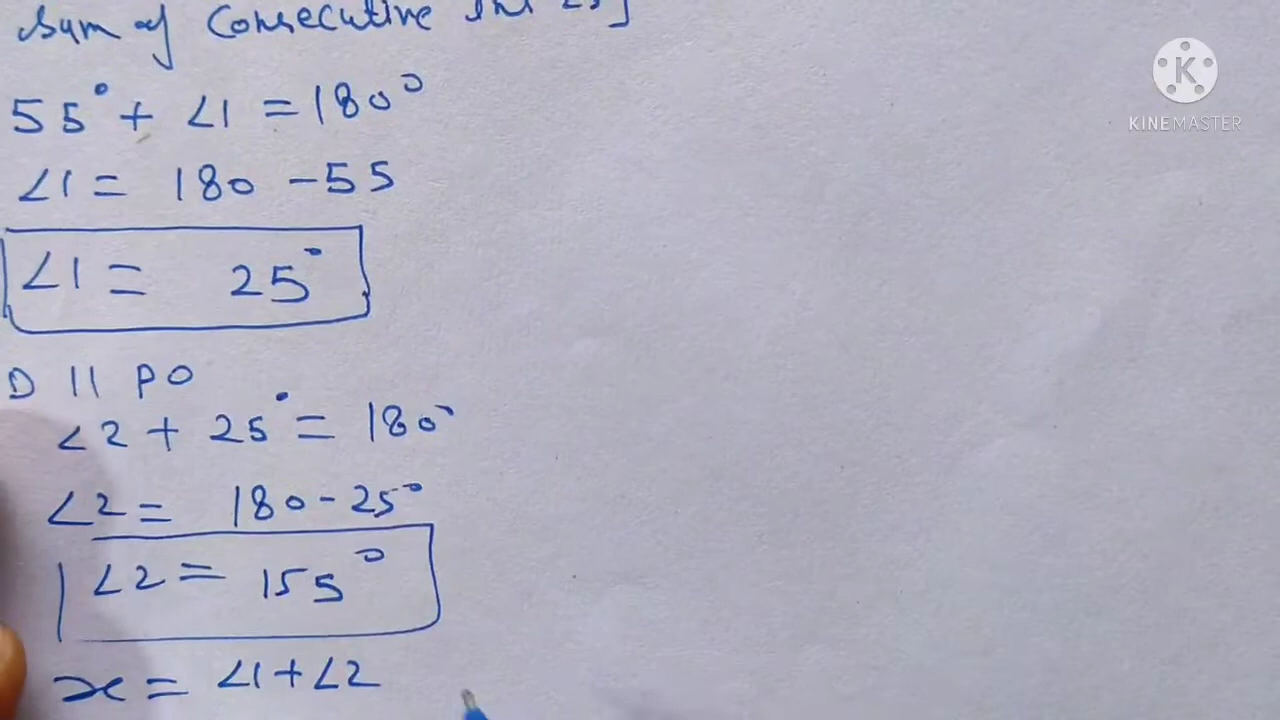 Sum of Consecutive Int ∠s]
55° + ∠1 = 180°
∠1 = 180 - 55
∠1 = 25°
D || PO
∠2 + 25° = 180°
∠2 = 180 - 25°
∠2 = 155°
x = ∠1 + ∠2
KINEMASTER